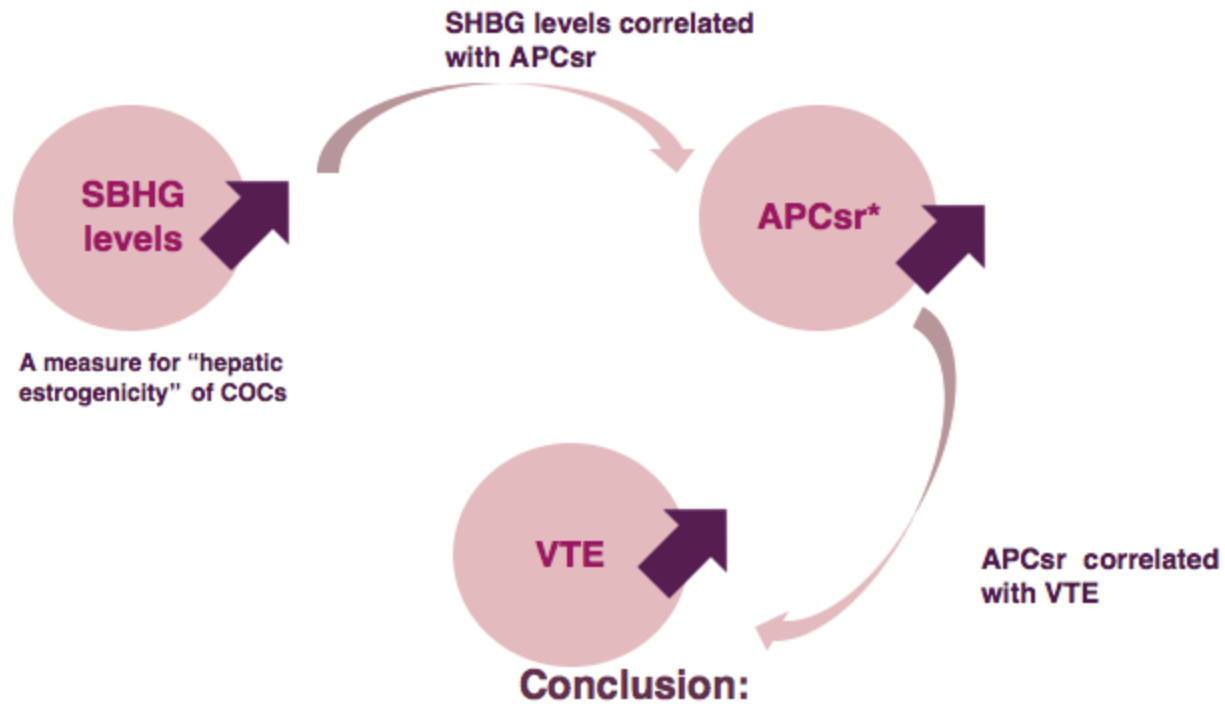 SHBG levels correlated
with APCsr
SBHG
levels
APCsr*
A measure for “hepatic
estrogenicity” of COCs
VTE
APCsr correlated
with VTE
Conclusion: